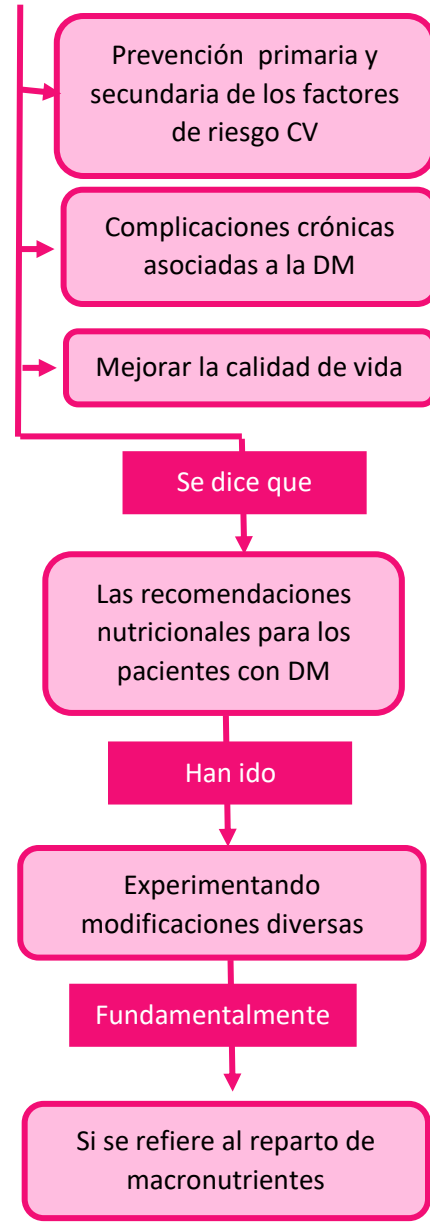 Prevención primaria y
secundaria de los factores
de riesgo CV
Complicaciones crónicas
asociadas a la DM
Mejorar la calidad de vida
Se dice que
Las recomendaciones
nutricionales para los
pacientes con DM
Han ido
Experimentando
modificaciones diversas
Fundamentalmente
Si se refiere al reparto de
macronutrientes